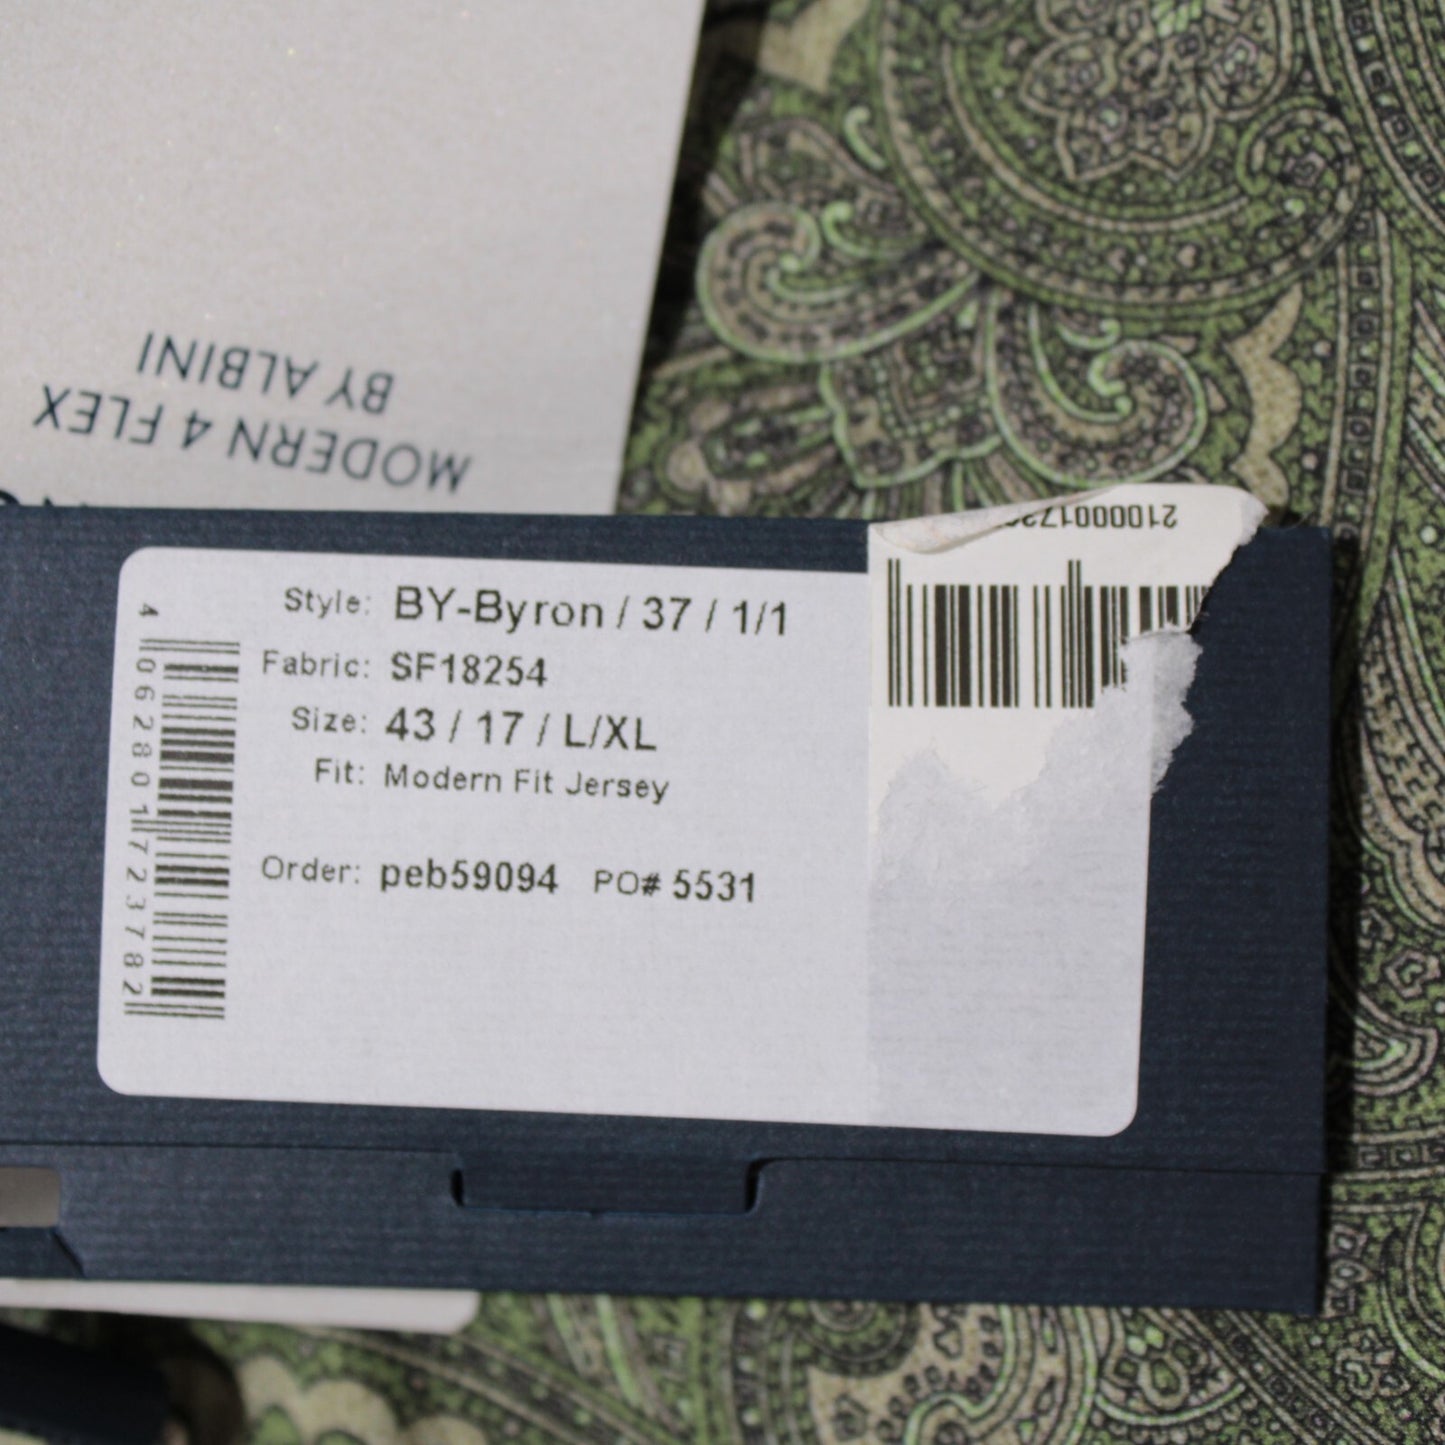 MODERN 4 FLEX
BY ALBINI
Style: BY-Byron / 37 / 1/1
Fabric: SF18254
Size: 43 / 17 / L/XL
Fit: Modern Fit Jersey
Order: peb59094 PO# 5531
4 062801 723782